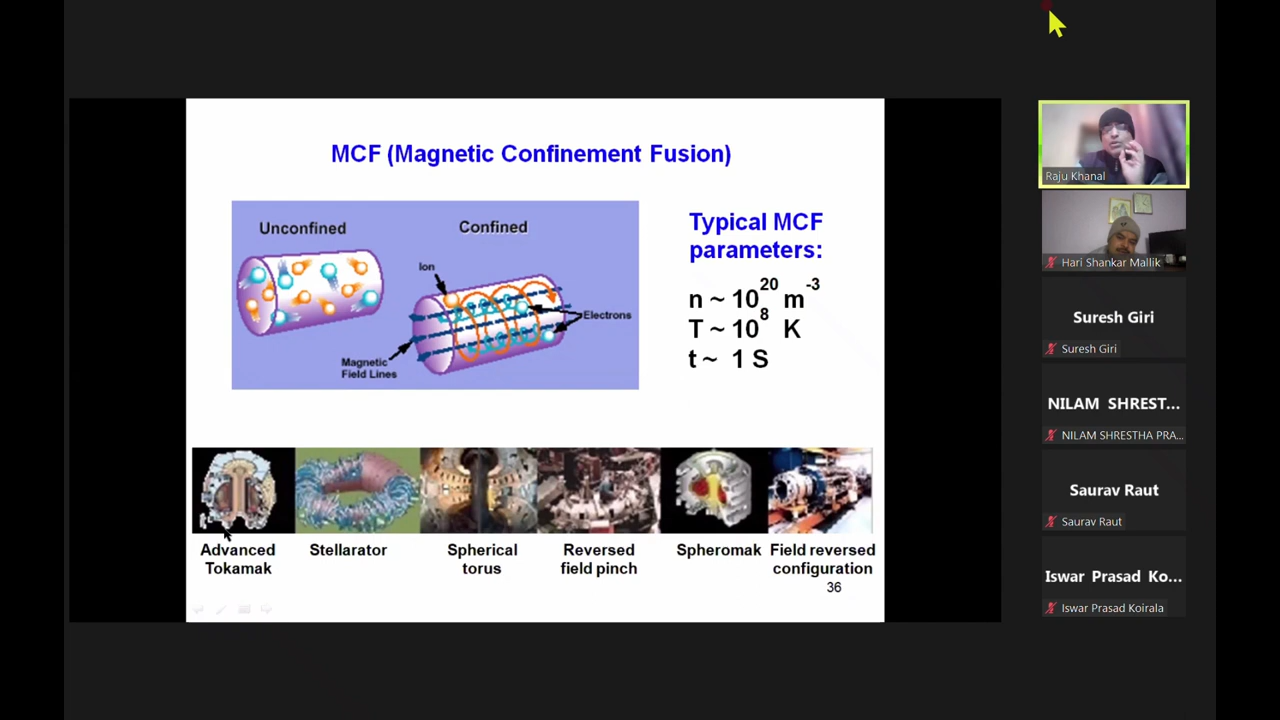 MCF (Magnetic Confinement Fusion)
Unconfined
Confined
Ion
Electrons
Magnetic
Field Lines
Typical MCF
parameters:
n ~ 10²⁰ m⁻³
T ~ 10⁸ K
t ~ 1 S
Advanced
Tokamak
Stellarator
Spherical
torus
Reversed
field pinch
Spheromak
Field reversed
configuration
36
Raju Khanal
Hari Shankar Mallik
Suresh Giri
Suresh Giri
NILAM SHREST...
NILAM SHRESTHA PRA...
Saurav Raut
Saurav Raut
Iswar Prasad Ko...
Iswar Prasad Koirala